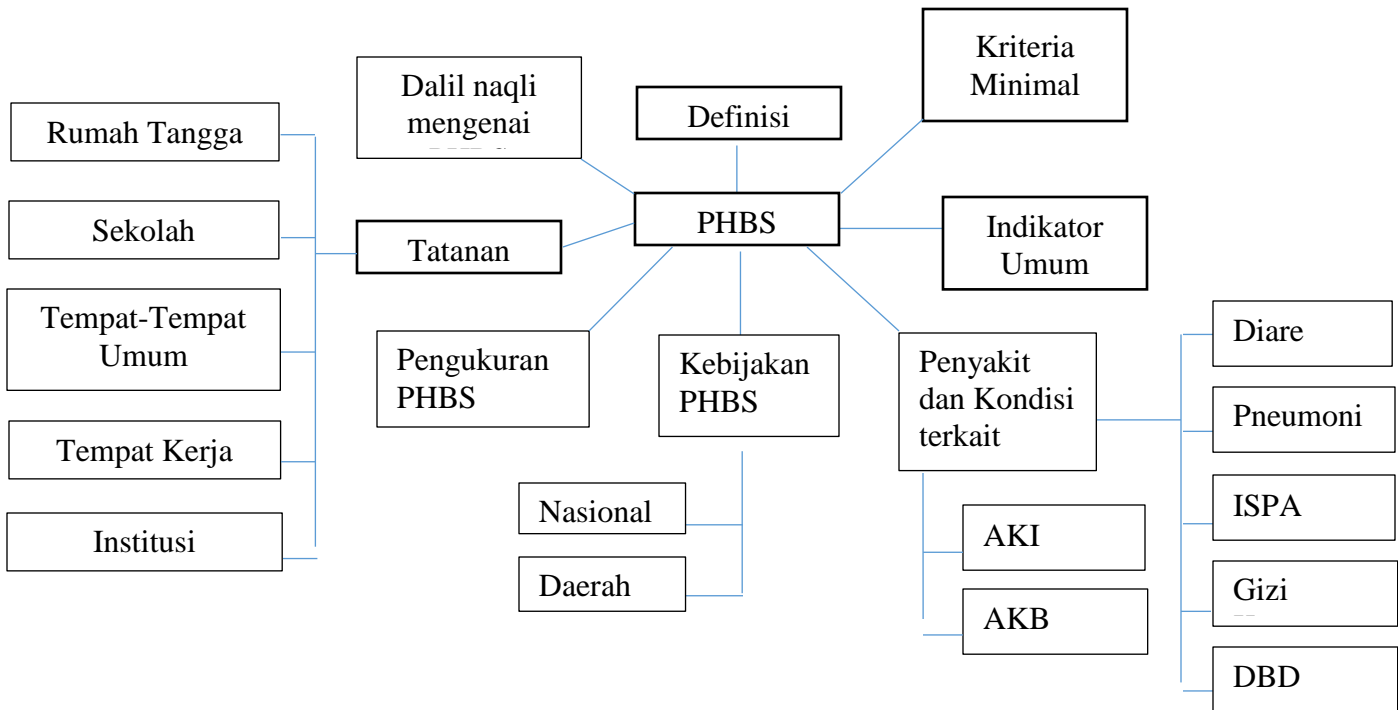 Kriteria
Minimal
Dalil naqli
mengenai
Definisi
Rumah Tangga
PHBS
Sekolah
Tatanan
Indikator
Umum
Tempat-Tempat
Umum
Pengukuran
PHBS
Kebijakan
PHBS
Penyakit
dan Kondisi
terkait
Diare
Pneumoni
Tempat Kerja
Nasional
ISPA
Institusi
AKI
Daerah
Gizi
AKB
DBD